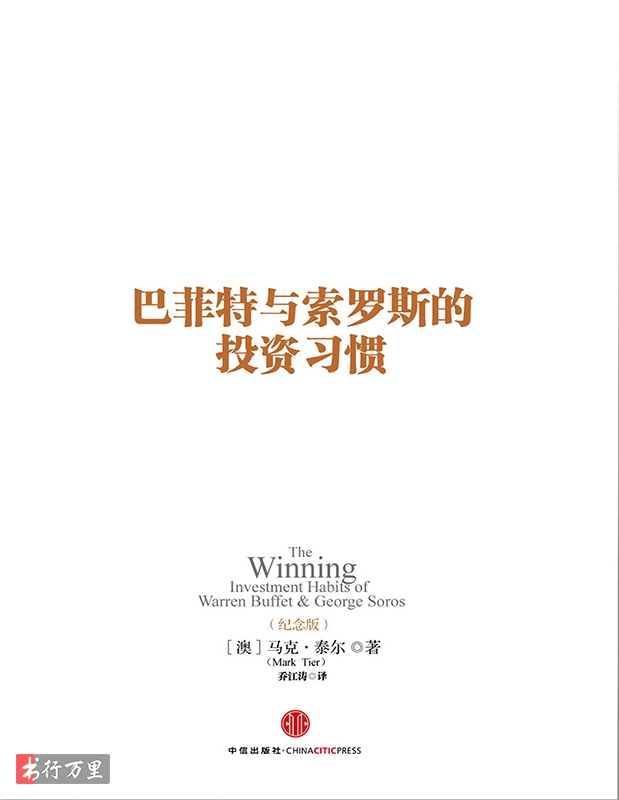 巴菲特与索罗斯的
投资习惯
The
Winning
Investment Habits of
Warren Buffet & George Soros
（纪念版）
［澳］马克·泰尔◎著
（Mark Tier）
乔江涛◎译
中信出版社·CHINACITICPRESS
书行万里